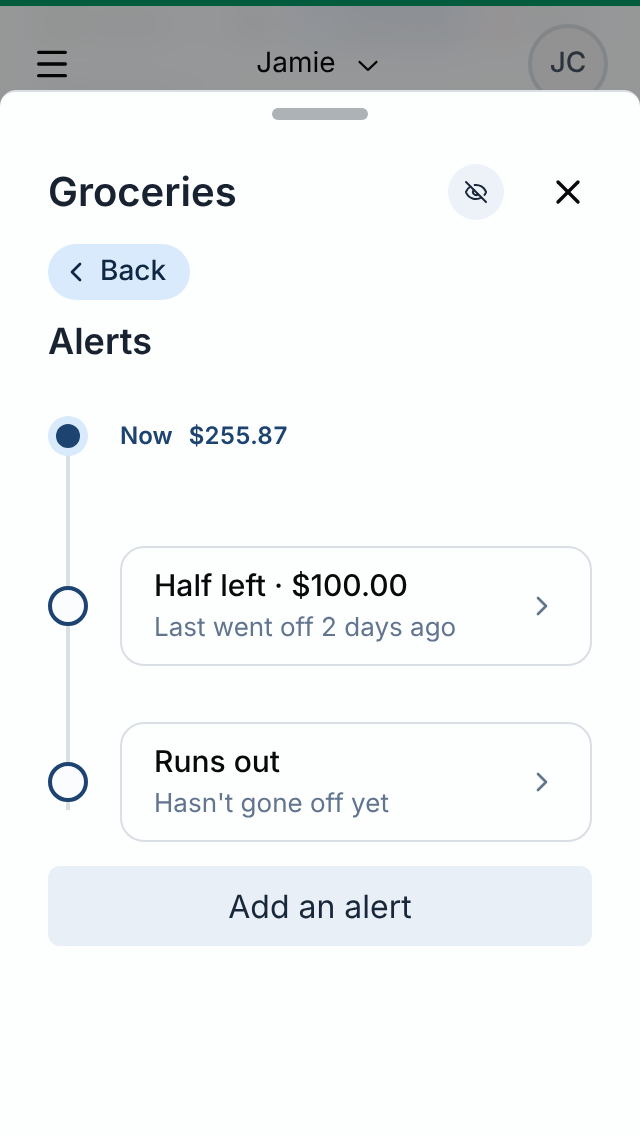 Jamie
JC
Groceries
Back
Alerts
Now $255.87
Half left · $100.00
Last went off 2 days ago
Runs out
Hasn't gone off yet
Add an alert